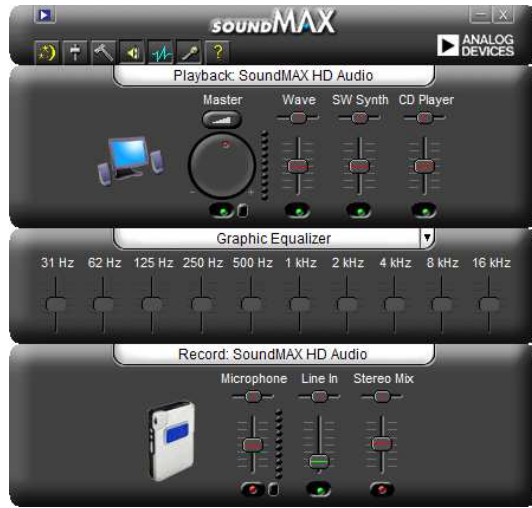 SOUNDMAX
ANALOG
DEVICES
?
Playback: SoundMAX HD Audio
Master Wave SW Synth CD Player
Graphic Equalizer
31 Hz 62 Hz 125 Hz 250 Hz 500 Hz 1 kHz 2 kHz 4 kHz 8 kHz 16 kHz
Record: SoundMAX HD Audio
Microphone Line In Stereo Mix